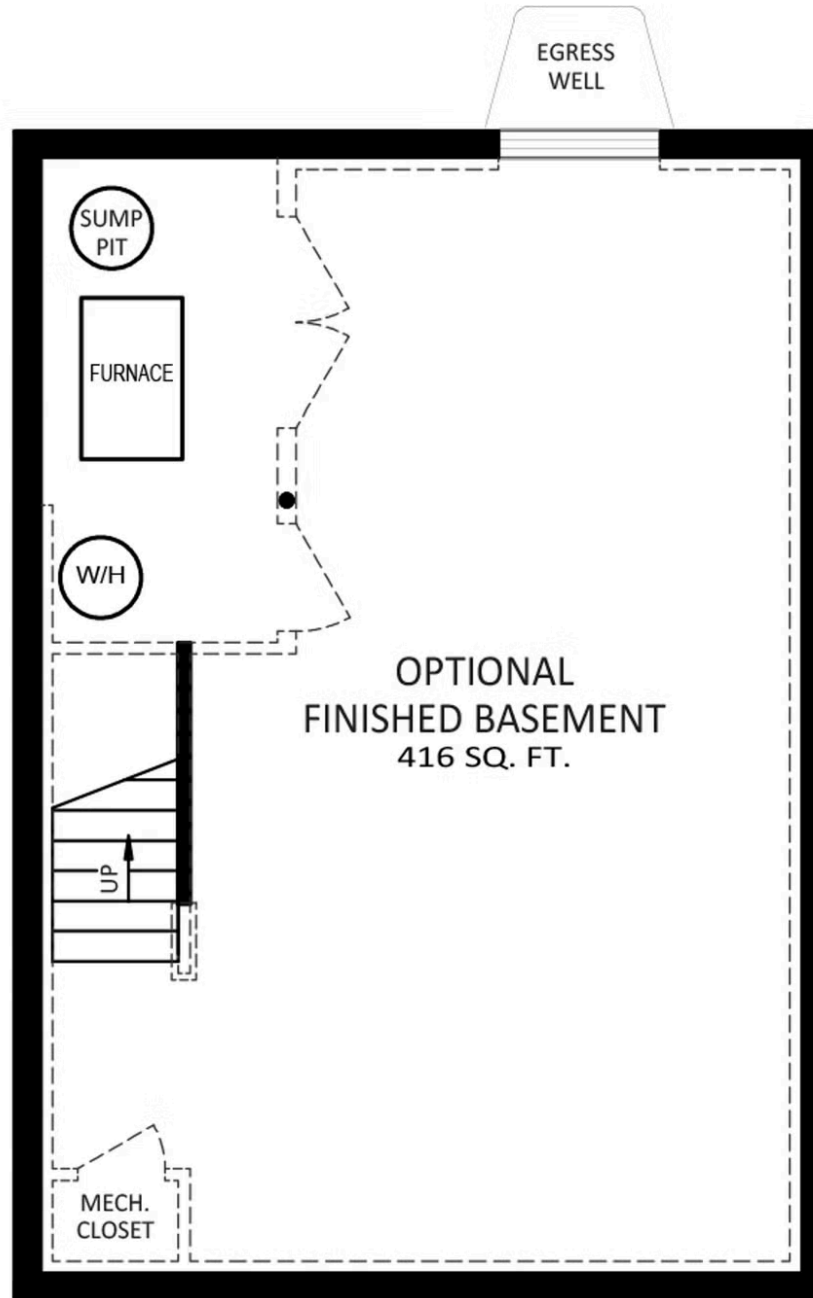 EGRESS
WELL
SUMP
PIT
FURNACE
W/H
OPTIONAL
FINISHED BASEMENT
416 SQ. FT.
UP
MECH.
CLOSET